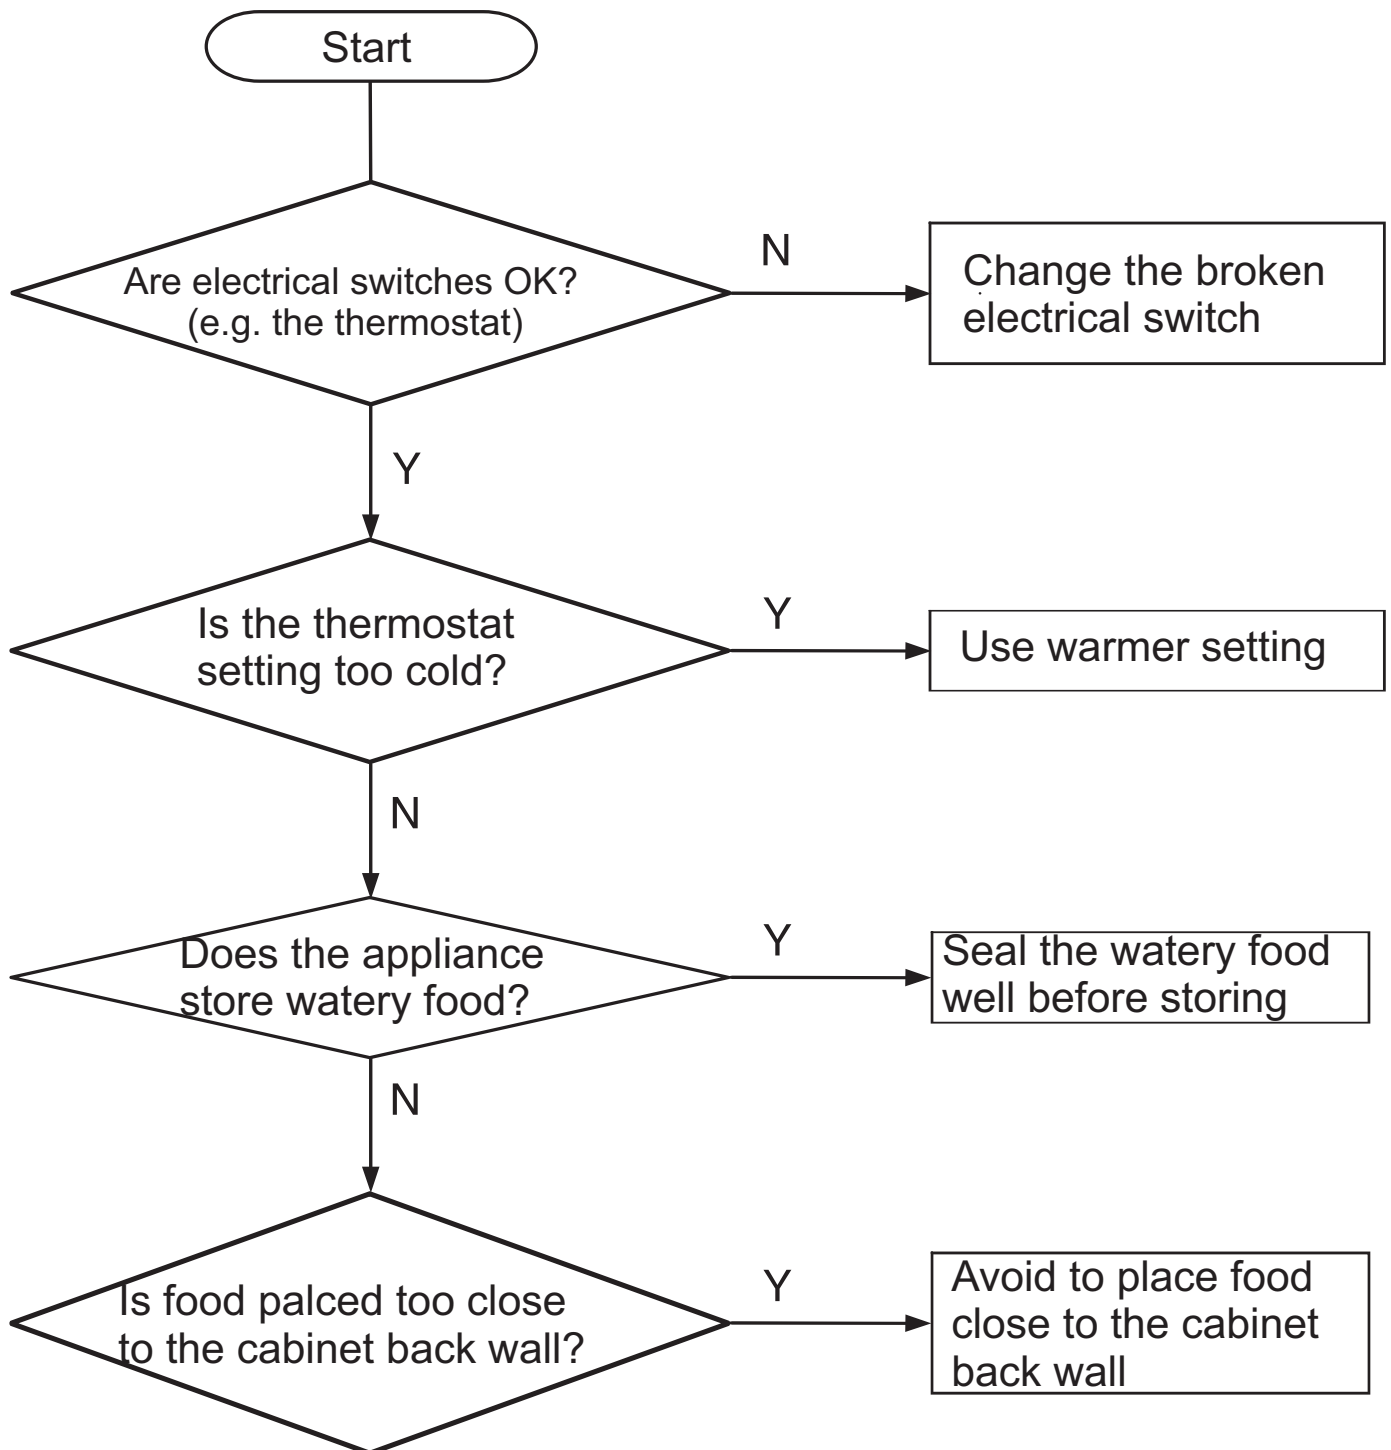 Start
Are electrical switches OK?
(e.g. the thermostat)
N
Change the broken
electrical switch
Y
Is the thermostat
setting too cold?
Y
Use warmer setting
N
Does the appliance
store watery food?
Y
Seal the watery food
well before storing
N
Is food palced too close
to the cabinet back wall?
Y
Avoid to place food
close to the cabinet
back wall